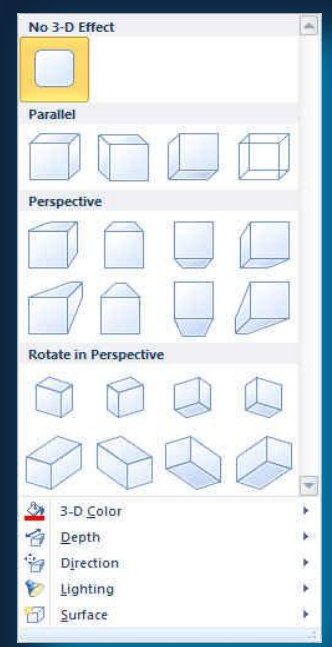 No 3-D Effect
Parallel
Perspective
Rotate in Perspective
3-D Color
Depth
Direction
Lighting
Surface